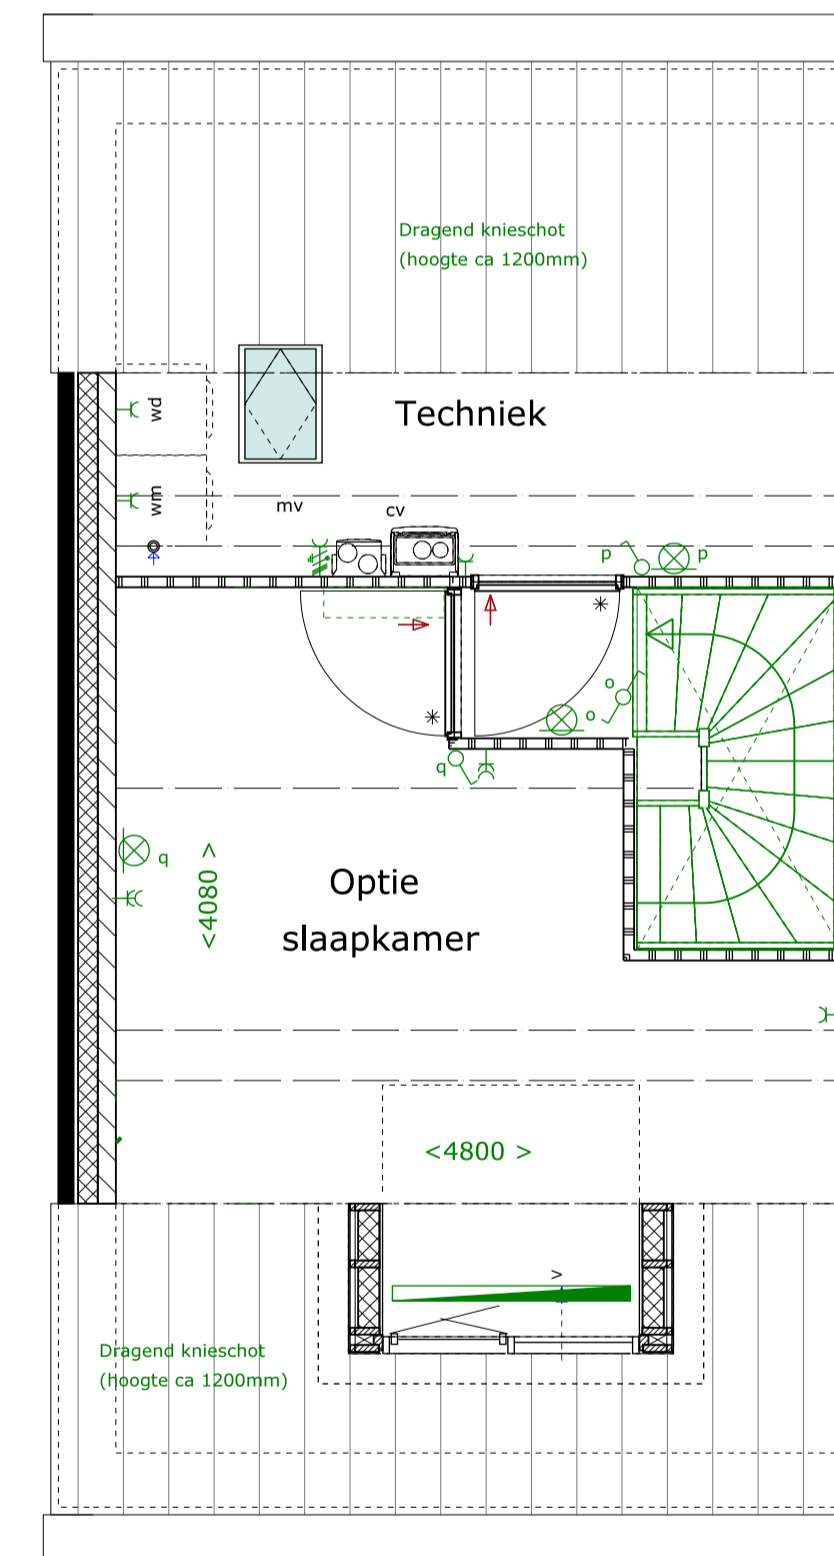 Dragend knieschot
(hoogte ca 1200mm)
Techniek
wd
wm
mv
cv
p
p
o
o
q
q
<4080 >
Optie
slaapkamer
<4800 >
V
Dragend knieschot
(hoogte ca 1200mm)